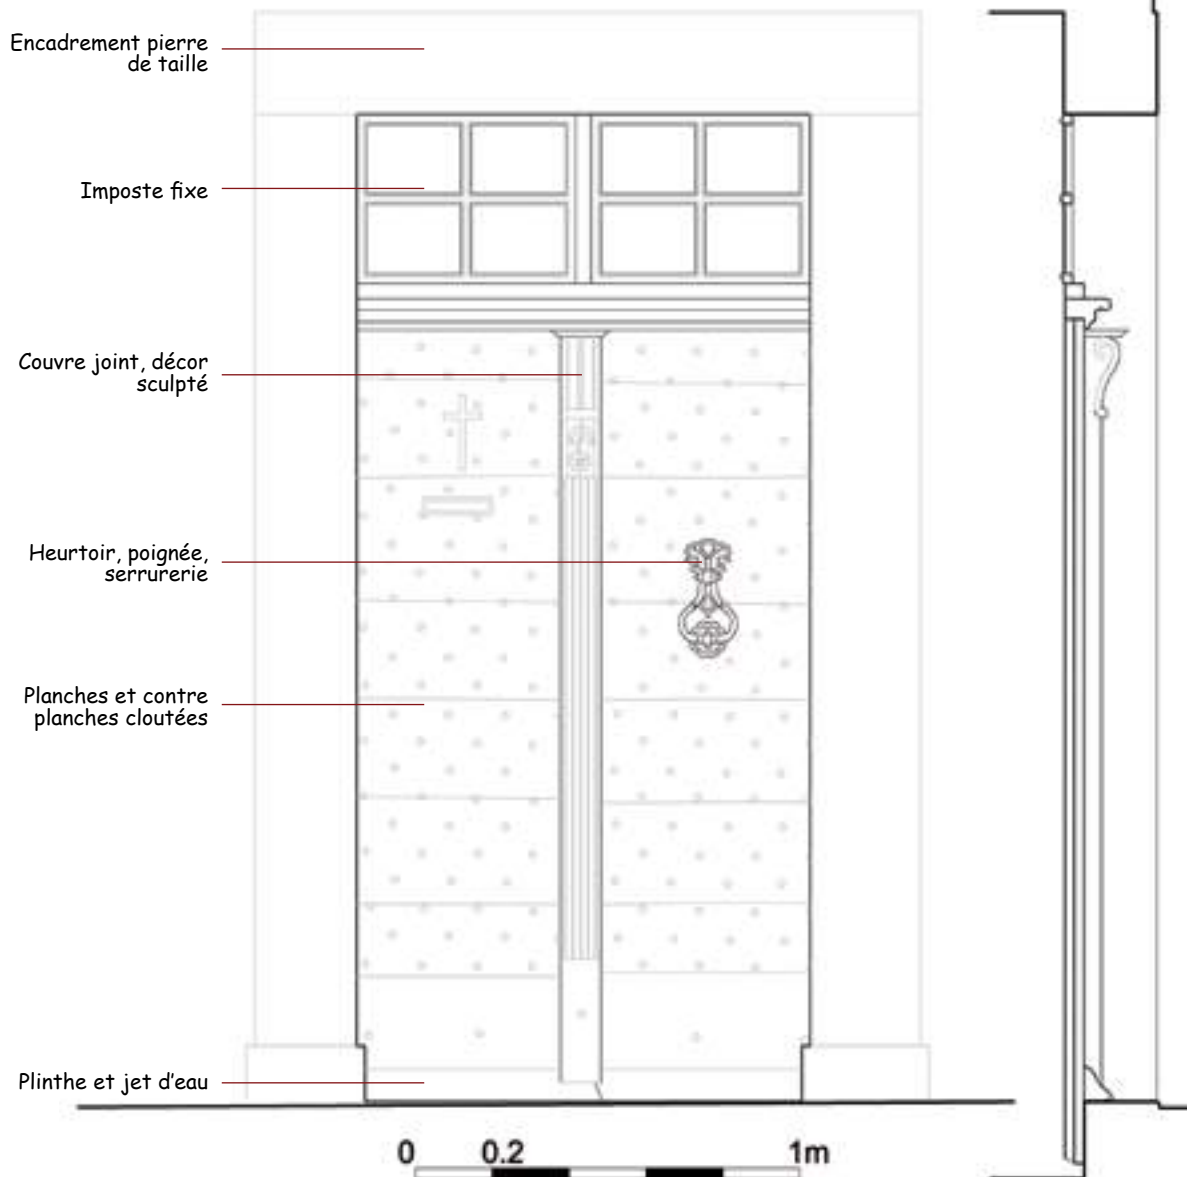 Encadrement pierre
de taille
Imposte fixe
Couvre joint, décor
sculpté
Heurtoir, poignée,
serrurerie
Planches et contre
planches cloutées
Plinthe et jet d'eau
0 0.2 1m